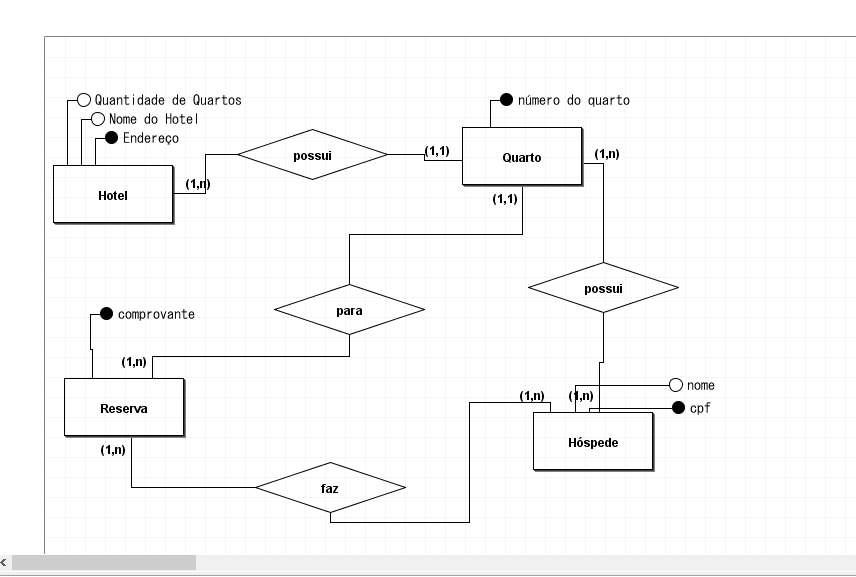 Quantidade de Quartos
Nome do Hotel
Endereço
Hotel
(1,n)
possui
(1,1)
número do quarto
Quarto
(1,n)
(1,1)
possui
para
comprovante
(1,n)
Reserva
(1,n)
faz
(1,n)
(1,n)
nome
cpf
Hóspede